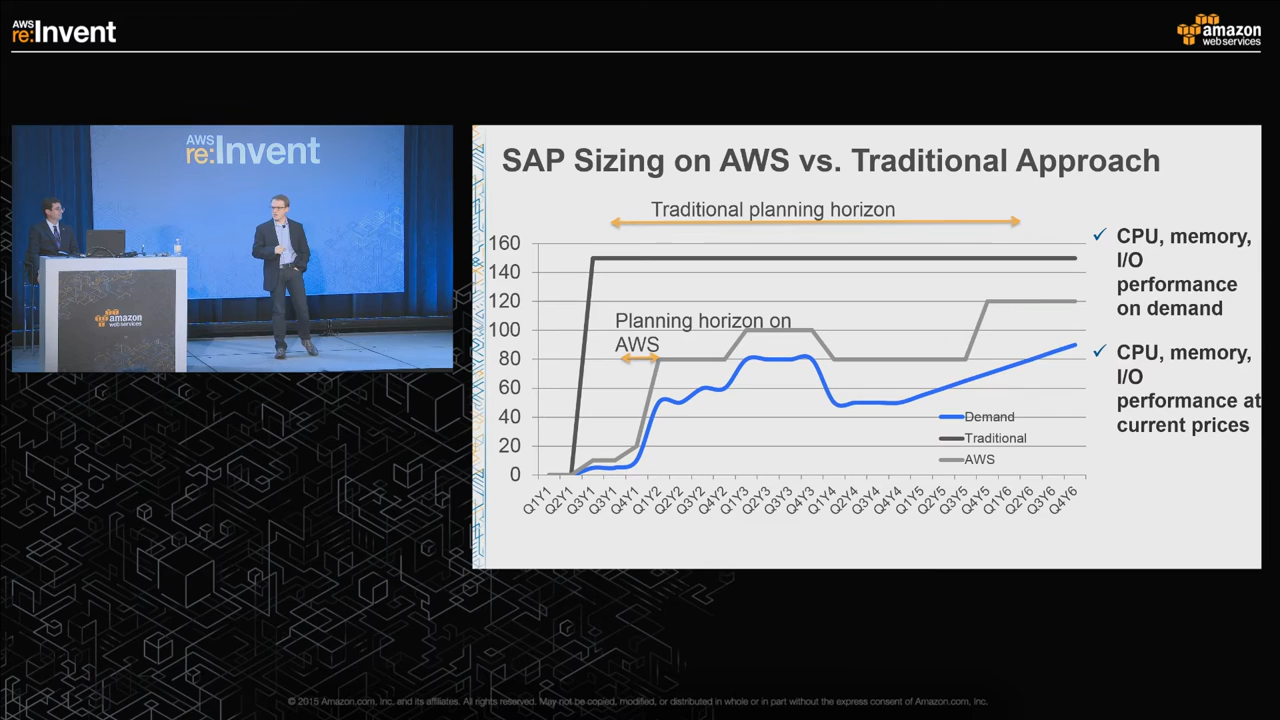 AWS
re:Invent
amazon
web services
AWS
re:Invent
amazon
web services
SAP Sizing on AWS vs. Traditional Approach
Traditional planning horizon
Planning horizon on
AWS
160
140
120
100
80
60
40
20
0
Demand
Traditional
AWS
Q1Y1
Q2Y1
Q3Y1
Q3Y1
Q4Y1
Q1Y2
Q2Y2
Q3Y2
Q4Y2
Q1Y3
Q2Y3
Q3Y3
Q4Y3
Q1Y4
Q2Y4
Q3Y4
Q4Y4
Q1Y5
Q2Y5
Q3Y5
Q4Y5
Q1Y6
Q2Y6
Q3Y6
Q4Y6
✓ CPU, memory,
I/O
performance
on demand
✓ CPU, memory,
I/O
performance at
current prices
© 2015 Amazon.com, Inc. and its affiliates. All rights reserved. May not be copied, modified, or distributed in whole or in part without the express consent of Amazon.com, Inc.